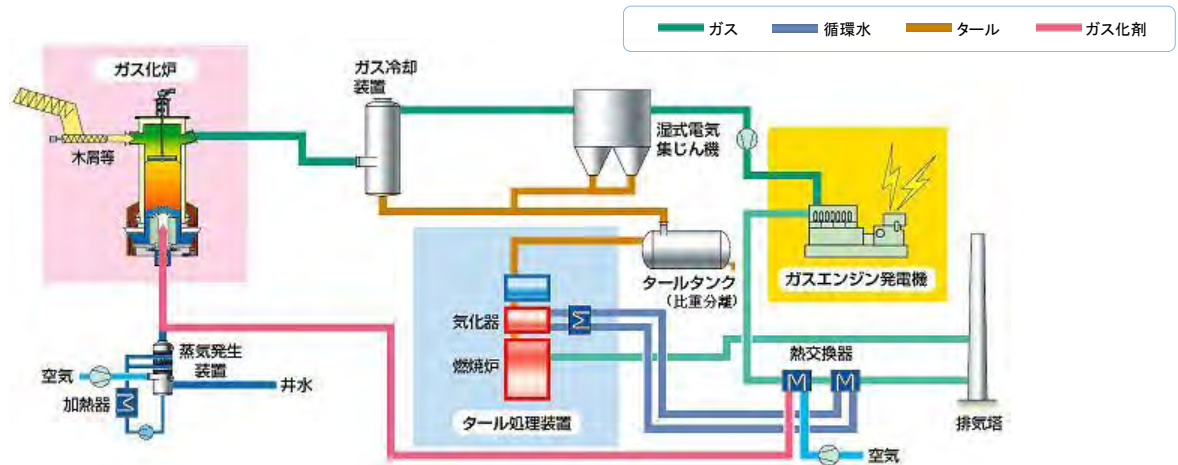 ガス
循環水
タール
ガス化剤
ガス化炉
木屑等
ガス冷却
装置
湿式電気
集じん機
ガスエンジン発電機
タールタンク
(比重分離)
気化器
燃焼炉
タール処理装置
蒸気発生
装置
空気
加熱器
井水
熱交換器
空気
排気塔